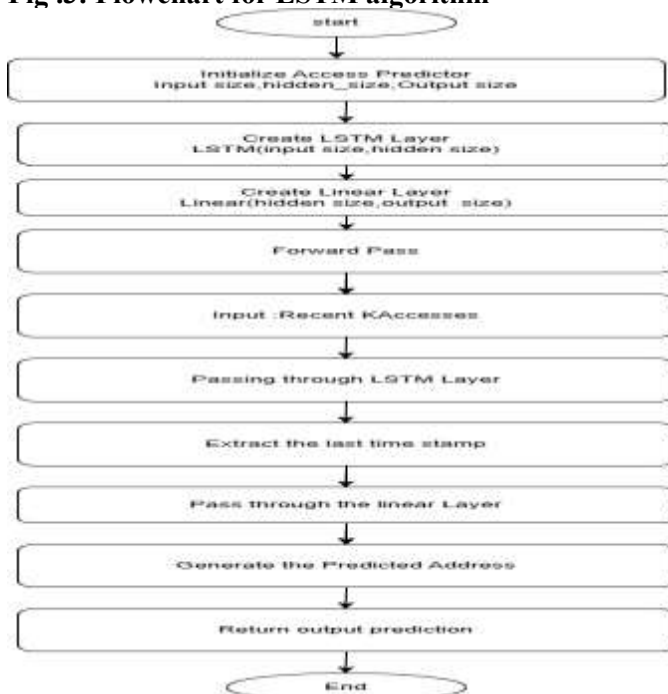 Fig .3: Flowchart for LSTM algorithm
start
Initialize Access Predictor
Input size,hidden_size,Output size
Create LSTM Layer
LSTM(input size,hidden size)
Create Linear Layer
Linear(hidden size,output size)
Forward Pass
Input :Recent KAccesses
Passing through LSTM Layer
Extract the last time stamp
Pass through the linear Layer
Generate the Predicted Address
Return output prediction
End